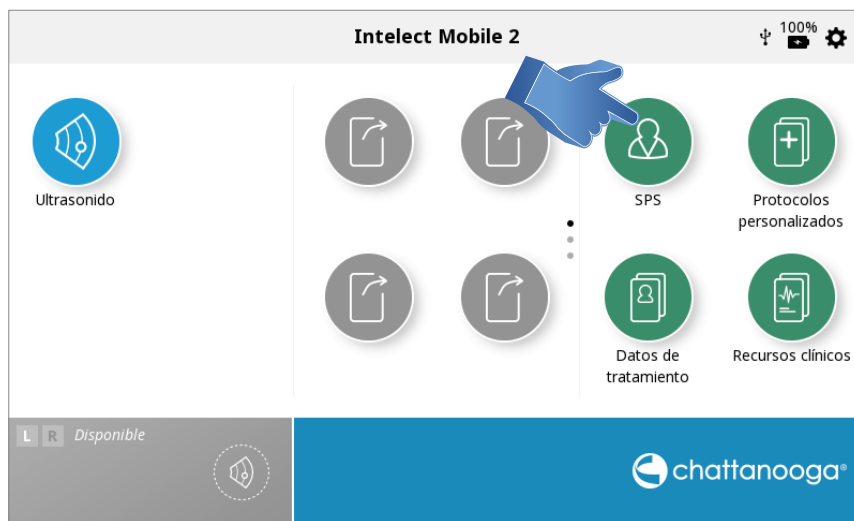 Intelect Mobile 2
100%
Ultrasonido
SPS
Protocolos
personalizados
Datos de
tratamiento
Recursos clínicos
L R Disponible
chattanooga®